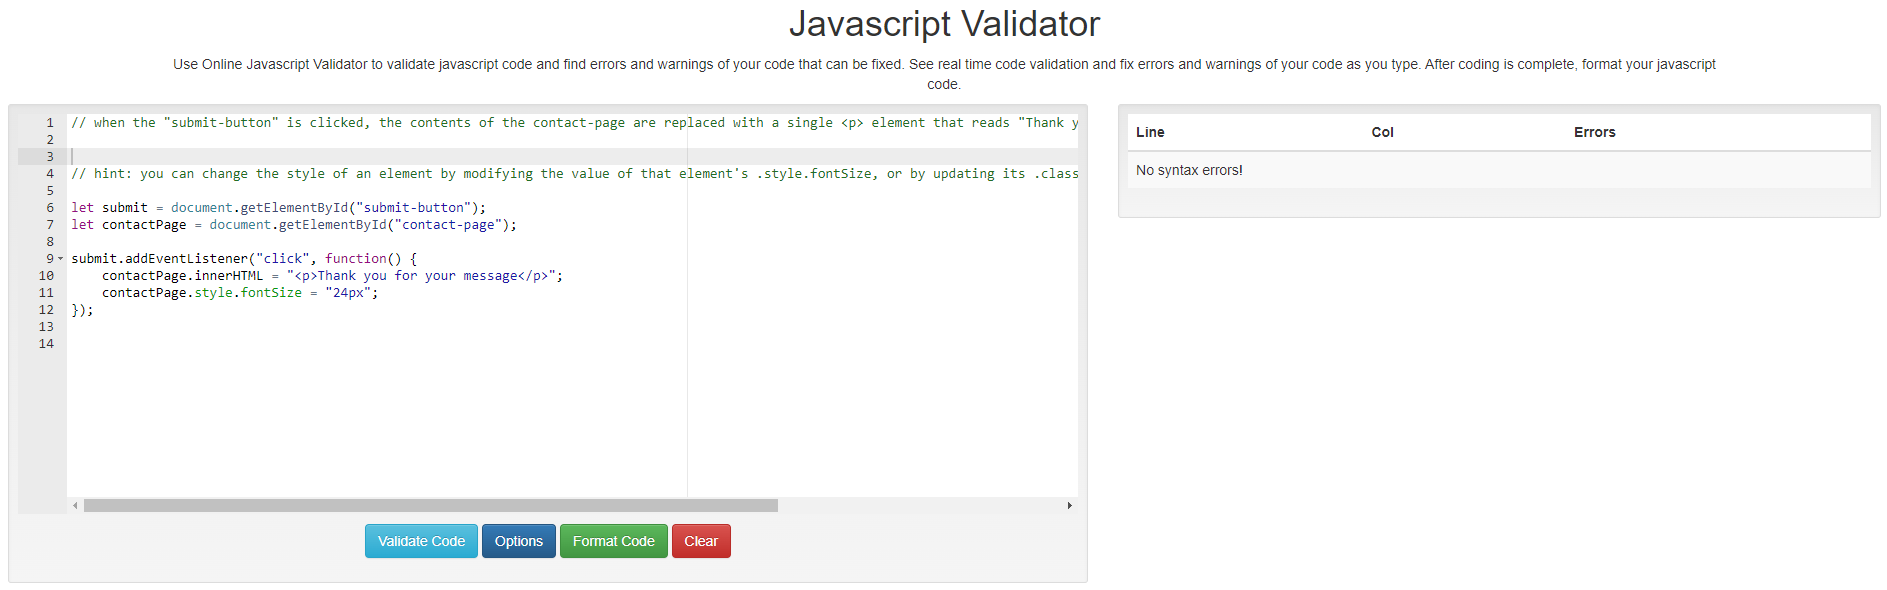 Javascript Validator
Use Online Javascript Validator to validate javascript code and find errors and warnings of your code that can be fixed. See real time code validation and fix errors and warnings of your code as you type. After coding is complete, format your javascript
code.
1 // when the "submit-button" is clicked, the contents of the contact-page are replaced with a single <p> element that reads "Thank y
2
3
4 // hint: you can change the style of an element by modifying the value of that element's .style.fontSize, or by updating its .class
5
6 let submit = document.getElementById("submit-button");
7 let contactPage = document.getElementById("contact-page");
8
9 submit.addEventListener("click", function() {
10     contactPage.innerHTML = "<p>Thank you for your message</p>";
11     contactPage.style.fontSize = "24px";
12 });
13
14
Validate Code Options Format Code Clear
Line Col Errors
No syntax errors!